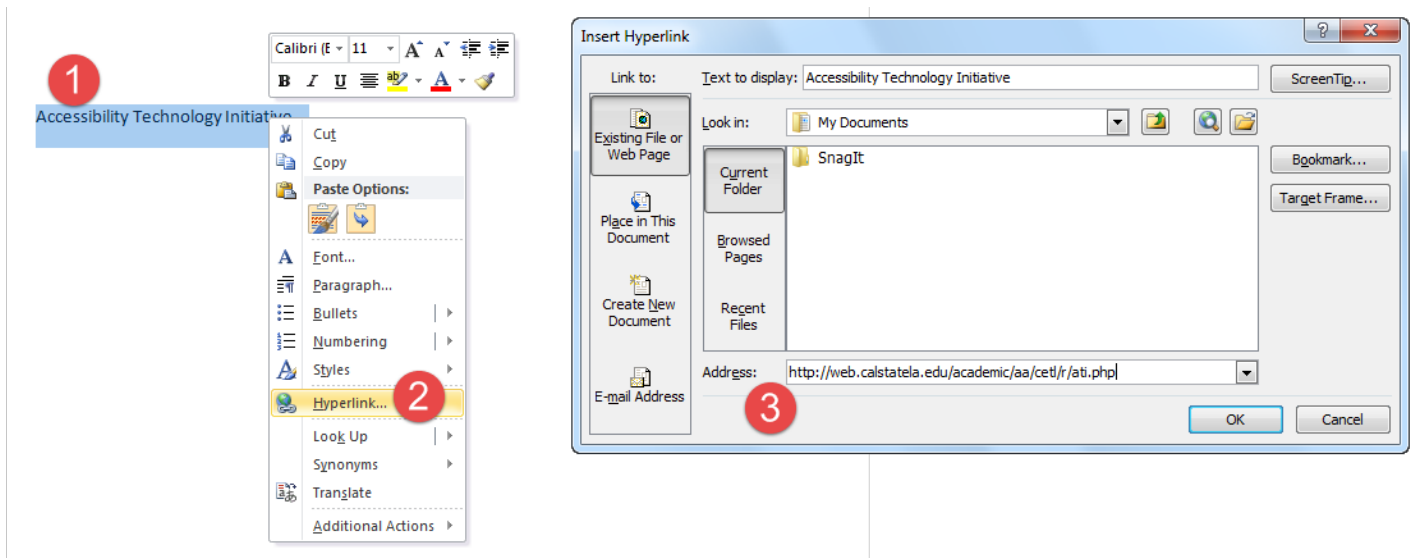 1
Accessibility Technology Initiative
Calibri (E 11 A A
B I U ab A
Cut
Copy
Paste Options:
A Font...
Paragraph...
Bullets
Numbering
Styles
Hyperlink... 2
Look Up
Synonyms
Translate
Additional Actions
Insert Hyperlink
Link to:
Text to display: Accessibility Technology Initiative
ScreenTip...
Existing File or
Web Page
Look in: My Documents
Current
Folder
SnagIt
Bookmark...
Target Frame...
Place in This
Document
Browsed
Pages
Create New
Document
Recent
Files
E-mail Address
Address: http://web.calstatela.edu/academic/aa/cetl/r/ati.php
3
OK Cancel